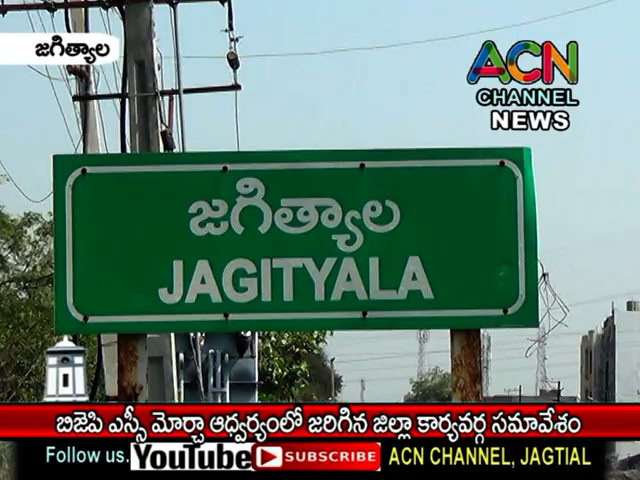 జగిత్యాల
ACN
CHANNEL
NEWS
జగిత్యాల
JAGITYALA
బిజెపి ఎస్సీ మోర్చా ఆధ్వర్యంలో జరిగిన జిల్లా కార్యవర్గ సమావేశం
Follow us. YouTube SUBSCRIBE ACN CHANNEL, JAGTIAL